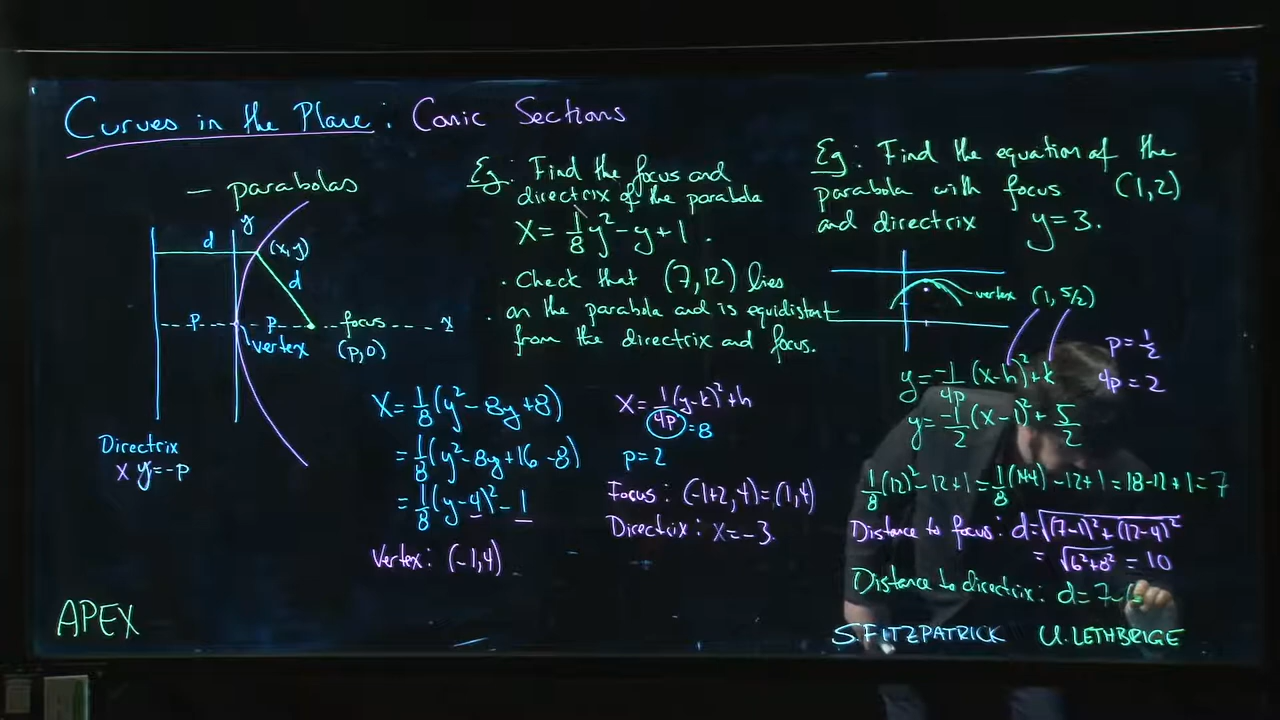 Curves in the Plane: Conic Sections
— parabolas
y
d
(x,y)
d
P
P
focus
x
vertex
(p,0)
Directrix
x y=-p
APEX
Eg: Find the focus and
directrix of the parabola
X= 1/8 y² - y + 1.
· Check that (7,12) lies
· on the parabola and is equidistant
from the directrix and focus.
X= 1/8 (y² - 8y + 8)
= 1/8 (y² - 8y + 16 - 8)
= 1/8 (y - 4)² - 1
Vertex: (-1,4)
X= 1/4p (y-k)² + h
=8
p=2
Focus: (-1+2, 4) = (1,4)
Directrix: x=-3.
Eg: Find the equation of the
parabola with focus (1,2)
and directrix y=3.
vertex (1, 5/2)
p = 1/2
4p = 2
y = -1/4p (x-h)² + k
y = -1/2 (x-1)² + 5/2
1/8 (12)² - 12 + 1 = 1/8 (144) - 12 + 1 = 18 - 12 + 1 = 7
Distance to focus: d = √(7-1)² + (12-4)²
= √6²+8² = 10
Distance to directrix: d = 7-(
S.FITZPATRICK U.LETHBRIGE